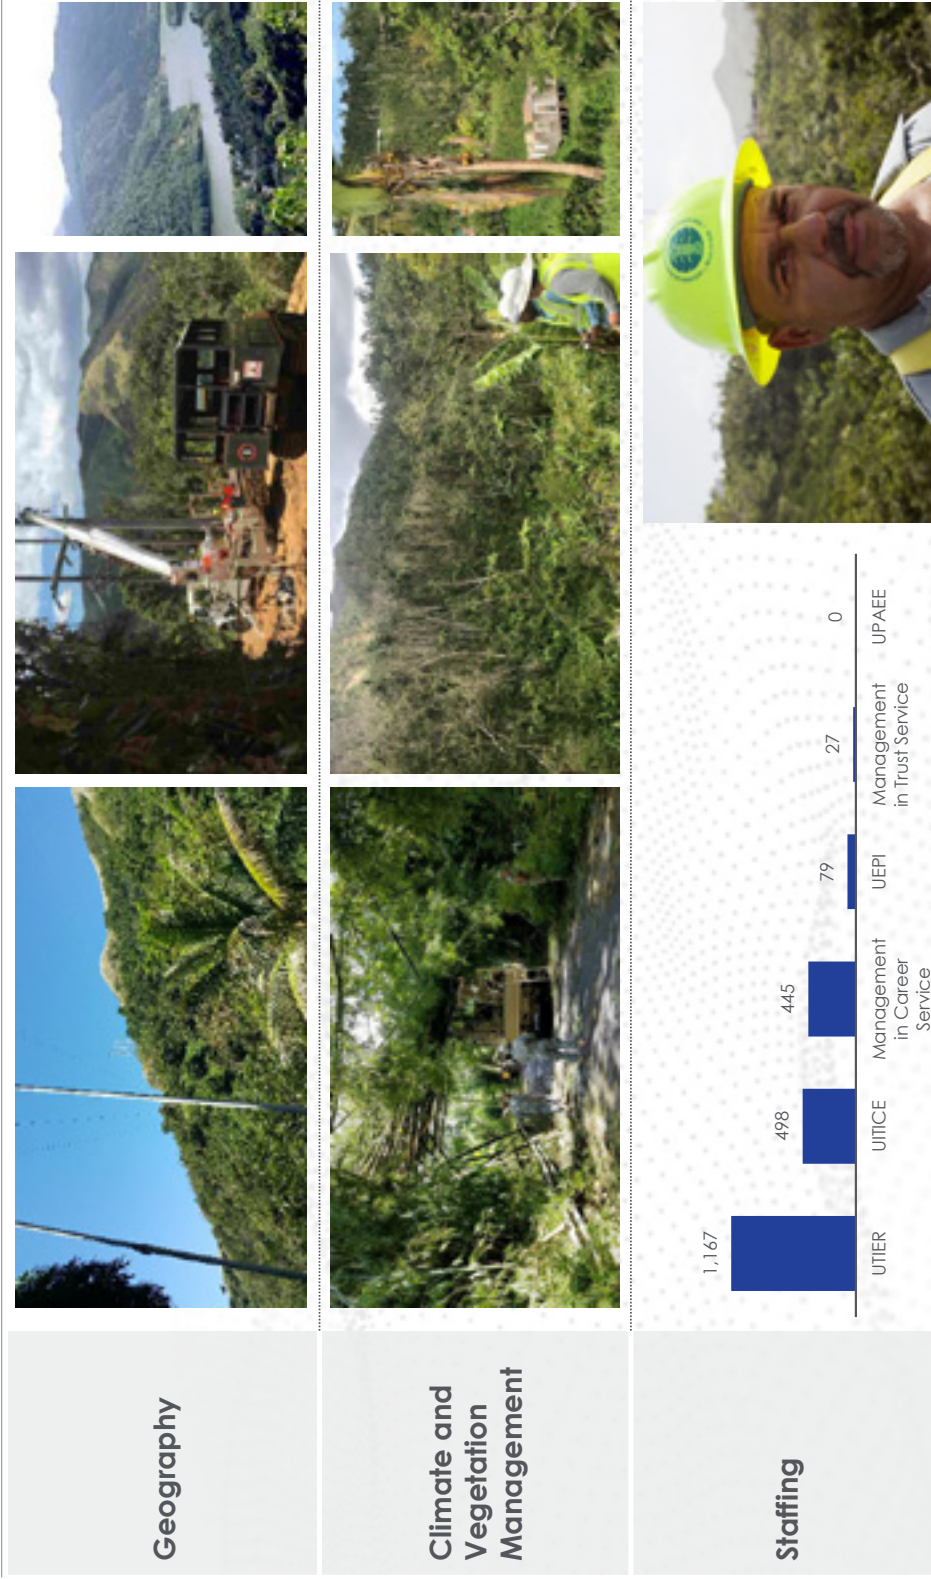 Geography
Climate and
Vegetation
Management
Staffing
1,167
498
445
79
27
0
UTIER
UITICE
Management
in Career
Service
UEPI
Management
in Trust Service
UPAEE